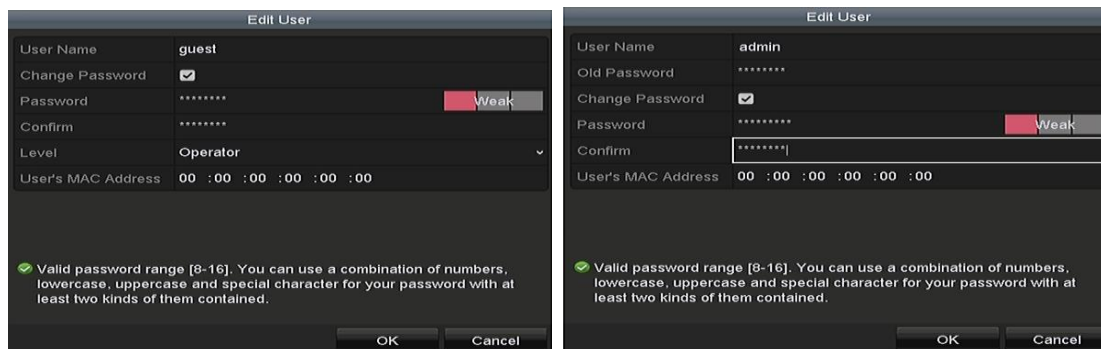 Edit User
User Name guest
Change Password
Password ******** Weak
Confirm ********
Level Operator
User's MAC Address 00 :00 :00 :00 :00 :00
Valid password range [8-16]. You can use a combination of numbers,
lowercase, uppercase and special character for your password with at
least two kinds of them contained.
OK Cancel
Edit User
User Name admin
Old Password ********
Change Password
Password ********* Weak
Confirm ********
User's MAC Address 00 :00 :00 :00 :00 :00
Valid password range [8-16]. You can use a combination of numbers,
lowercase, uppercase and special character for your password with at
least two kinds of them contained.
OK Cancel